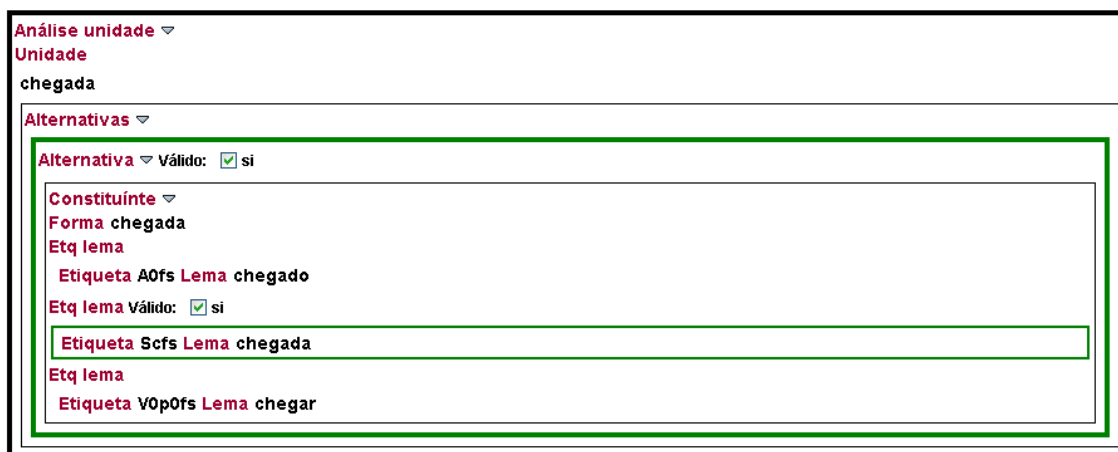 Análise unidade
Unidade
chegada
Alternativas
Alternativa Válido: si
Constituínte
Forma chegada
Etq lema
Etiqueta A0fs Lema chegado
Etq lema Válido: si
Etiqueta Scfs Lema chegada
Etq lema
Etiqueta V0p0fs Lema chegar